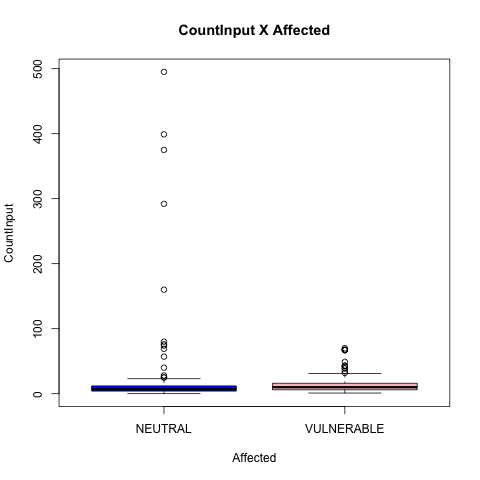 CountInput X Affected
CountInput
500
400
300
200
100
0
NEUTRAL VULNERABLE
Affected